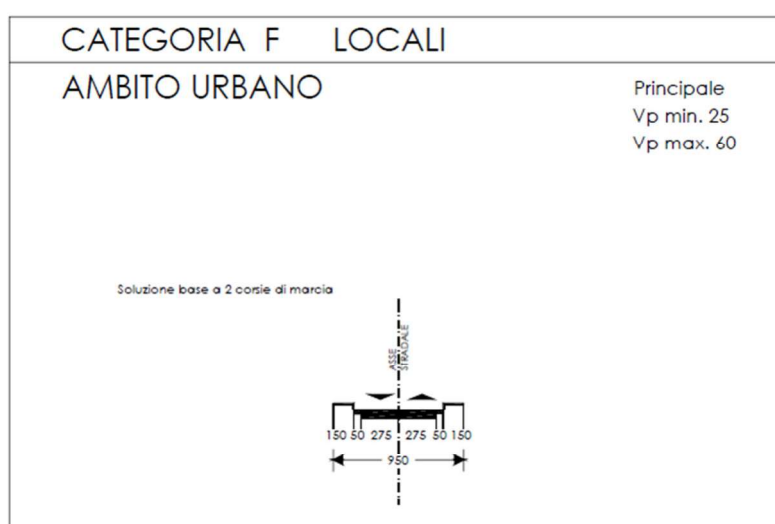 CATEGORIA F LOCALI
AMBITO URBANO
Principale
Vp min. 25
Vp max. 60
Soluzione base a 2 corsie di marcia
ASSE
STRADALE
150 50 275 275 50 150
950